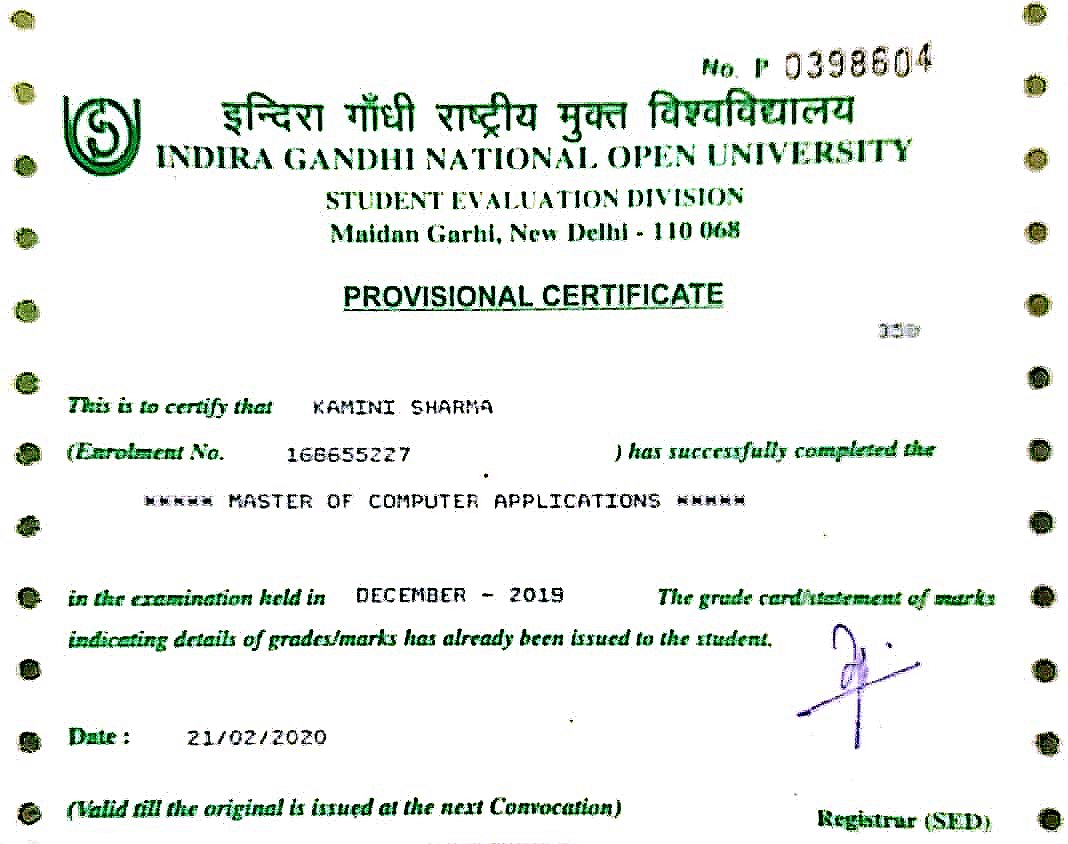 No. P 0398604
इन्दिरा गाँधी राष्ट्रीय मुक्त विश्वविद्यालय
INDIRA GANDHI NATIONAL OPEN UNIVERSITY
STUDENT EVALUATION DIVISION
Maidan Garhi, New Delhi - 110 068
PROVISIONAL CERTIFICATE
This is to certify that KAMINI SHARMA
(Enrolment No. 168655227 ) has successfully completed the
***** MASTER OF COMPUTER APPLICATIONS *****
in the examination held in DECEMBER - 2019 The grade card/statement of marks
indicating details of grades/marks has already been issued to the student.
Date : 21/02/2020
(Valid till the original is issued at the next Convocation)
Registrar (SED)